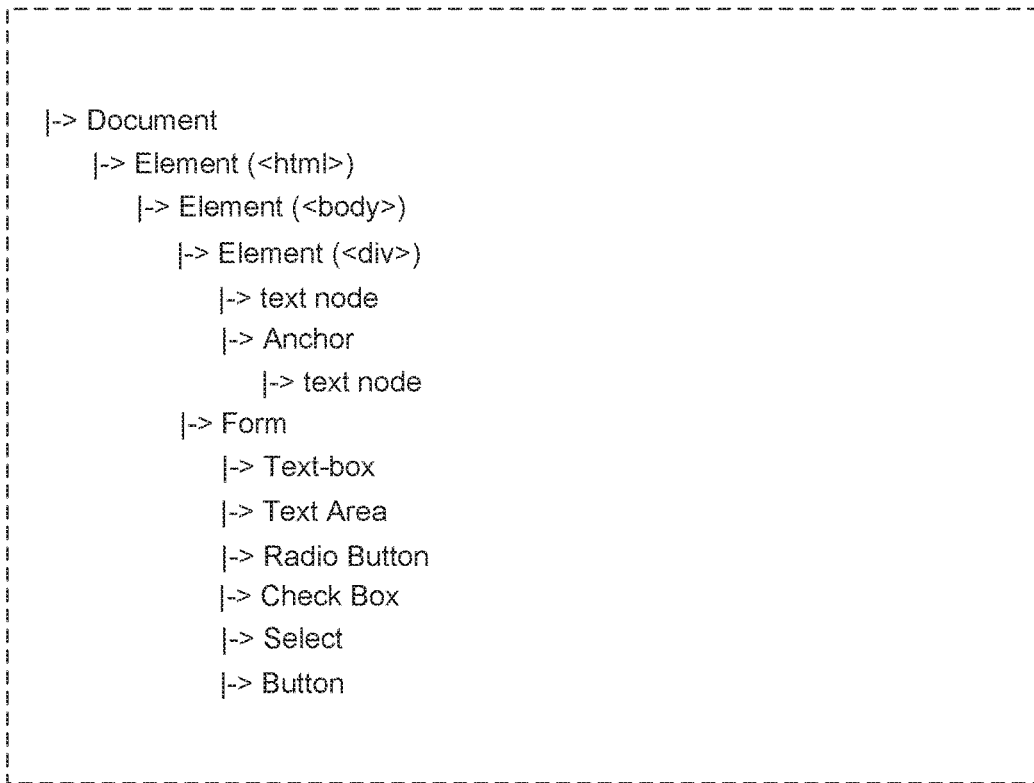 |-> Document
|-> Element (<html>)
|-> Element (<body>)
|-> Element (<div>)
|-> text node
|-> Anchor
|-> text node
|-> Form
|-> Text-box
|-> Text Area
|-> Radio Button
|-> Check Box
|-> Select
|-> Button